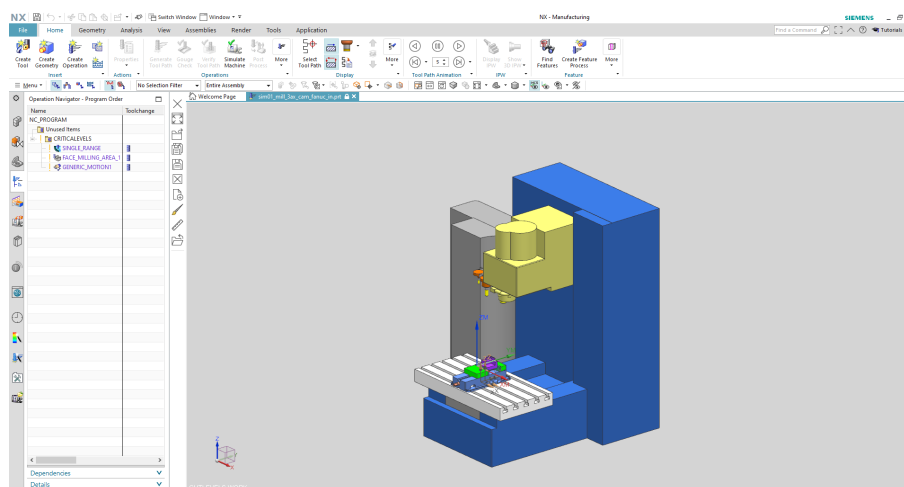 NX Switch Window Window NX - Manufacturing SIEMENS
File Home Geometry Analysis View Assemblies Render Tools Application Find a Command Tutorials
Create Tool Create Geometry Create Operation Properties Generate Tool Path Gouge Check Verify Tool Path Simulate Machine Post Process More Select Tool Path More Display IPW Show 3D IPW Find Features Create Feature Process More
Insert Actions Operations Display Tool Path Animation IPW Feature
Menu No Selection Filter Entire Assembly
Operation Navigator - Program Order Welcome Page
Name Toolchange
NC_PROGRAM
Unused Items
CRITICALEVELS
SINGLE_RANGE
FACE_MILLING_AREA_1
GENERIC_MOTION1
ZM
Z
X
Dependencies
Details